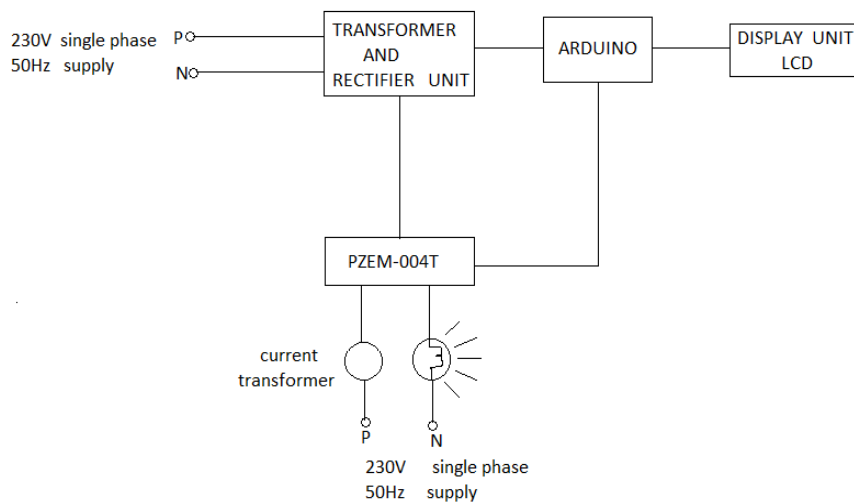 230V single phase
50Hz supply
P
N
TRANSFORMER
AND
RECTIFIER UNIT
ARDUINO
DISPLAY UNIT
LCD
PZEM-004T
current
transformer
P
N
230V single phase
50Hz supply